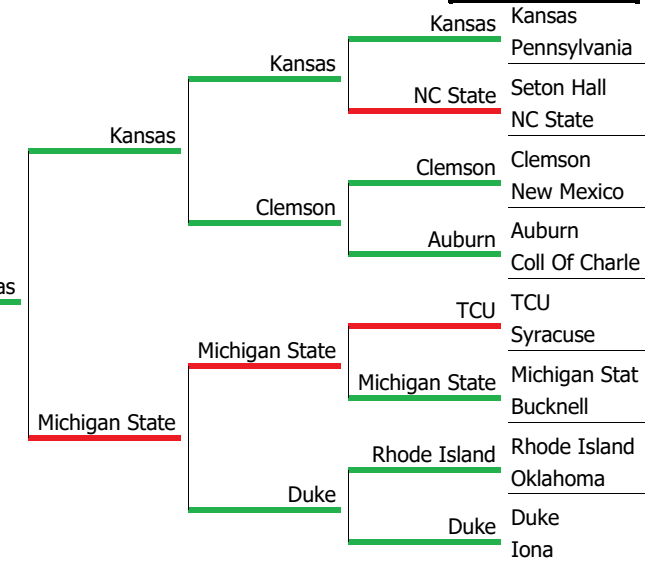 Kansas
Pennsylvania
Seton Hall
NC State
Clemson
New Mexico
Auburn
Coll Of Charle
TCU
Syracuse
Michigan Stat
Bucknell
Rhode Island
Oklahoma
Duke
Iona
Kansas
NC State
Clemson
Auburn
TCU
Michigan State
Rhode Island
Duke
Kansas
Clemson
Michigan State
Duke
Kansas
Michigan State
as